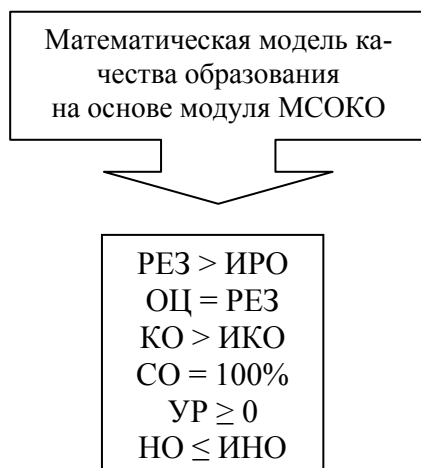 Математическая модель ка-
чества образования
на основе модуля МСОКО
РЕЗ > ИРО
ОЦ = РЕЗ
КО > ИКО
СО = 100%
УР ≥ 0
НО ≤ ИНО